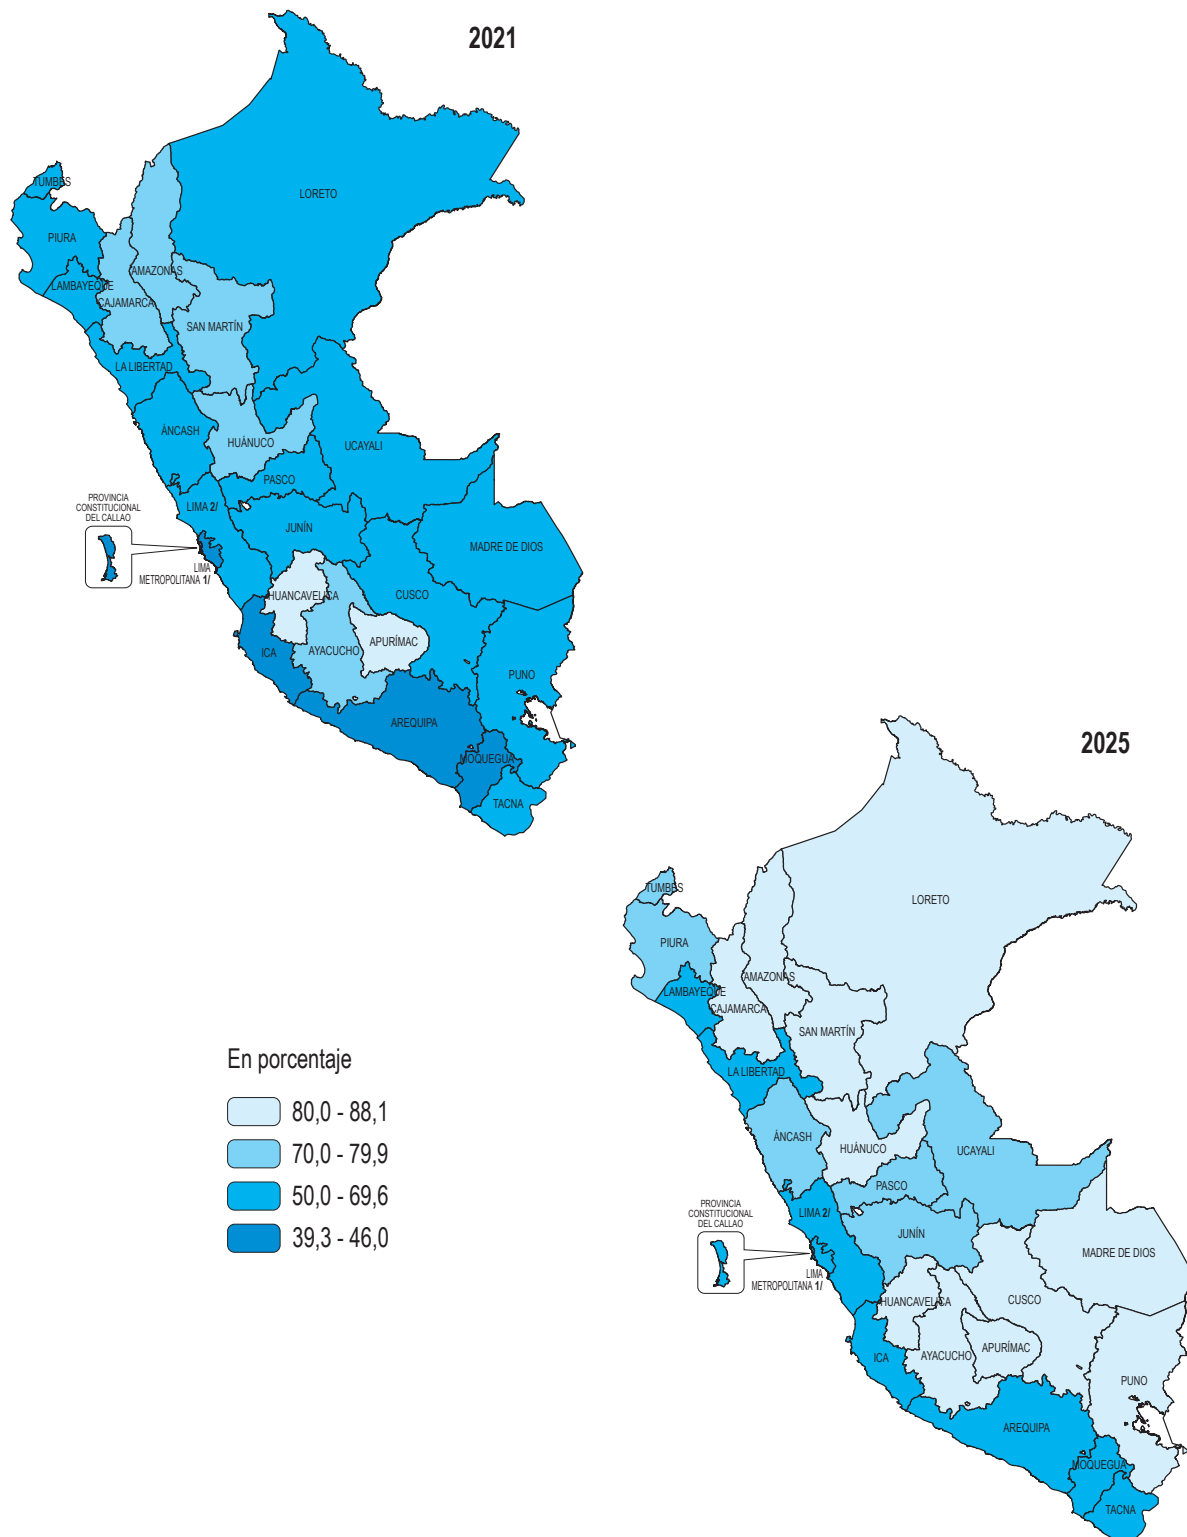 2021
LORETO
TUMBES
PIURA
AMAZONAS
LAMBAYEQUE
CAJAMARCA
SAN MARTÍN
LA LIBERTAD
ÀNCASH
HUÁNUCO
UCAYALI
PASCO
PROVINCIA
CONSTITUCIONAL
DEL CALLAO
LIMA 2/
JUNÍN
MADRE DE DIOS
LIMA
METROPOLITANA 1/
HUANCAVELICA
CUSCO
APURÍMAC
ICA
AYACUCHO
PUNO
AREQUIPA
MOQUEGUA
TACNA
2025
TUMBES
LORETO
PIURA
AMAZONAS
LAMBAYEQUE
CAJAMARCA
SAN MARTÍN
LA LIBERTAD
ÁNCASH
HUÁNUCO
UCAYALI
PASCO
PROVINCIA
CONSTITUCIONAL
DEL CALLAO
LIMA 2/
JUNÍN
MADRE DE DIOS
LIMA
METROPOLITANA 1/
HUANCAVELICA
CUSCO
ICA
AYACUCHO
APURÍMAC
PUNO
AREQUIPA
MOQUEGUA
TACNA
En porcentaje
80,0 - 88,1
70,0 - 79,9
50,0 - 69,6
39,3 - 46,0